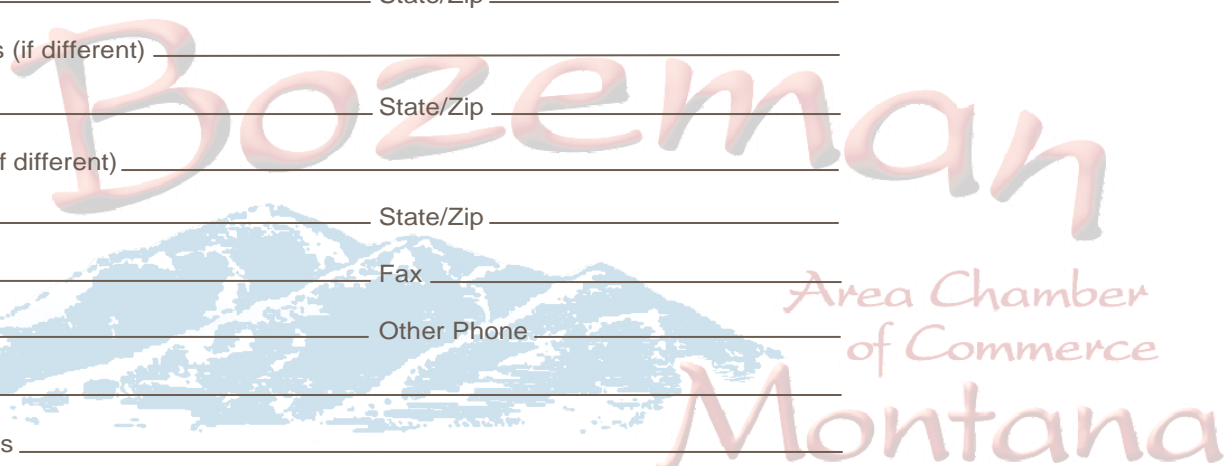 State/Zip
s (if different)
State/Zip
f different)
State/Zip
Fax
Other Phone
s
Bozeman
Area Chamber
of Commerce
Montana